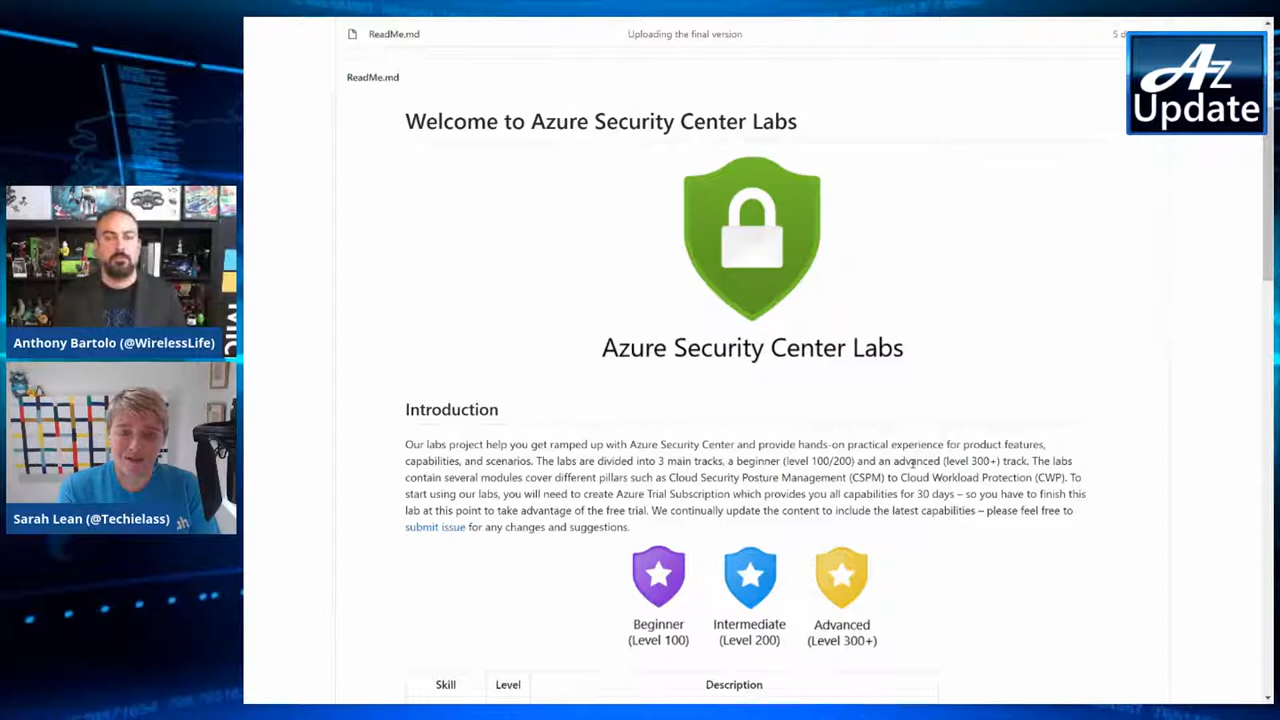 ReadMe.md Uploading the final version 5 d
ReadMe.md
Welcome to Azure Security Center Labs
Azure Security Center Labs
Introduction
Our labs project help you get ramped up with Azure Security Center and provide hands-on practical experience for product features,
capabilities, and scenarios. The labs are divided into 3 main tracks, a beginner (level 100/200) and an advanced (level 300+) track. The labs
contain several modules cover different pillars such as Cloud Security Posture Management (CSPM) to Cloud Workload Protection (CWP). To
start using our labs, you will need to create Azure Trial Subscription which provides you all capabilities for 30 days – so you have to finish this
lab at this point to take advantage of the free trial. We continually update the content to include the latest capabilities – please feel free to
submit issue for any changes and suggestions.
Beginner
(Level 100)
Intermediate
(Level 200)
Advanced
(Level 300+)
Skill Level Description
Az
Update
Anthony Bartolo (@WirelessLife)
Sarah Lean (@Techielass)